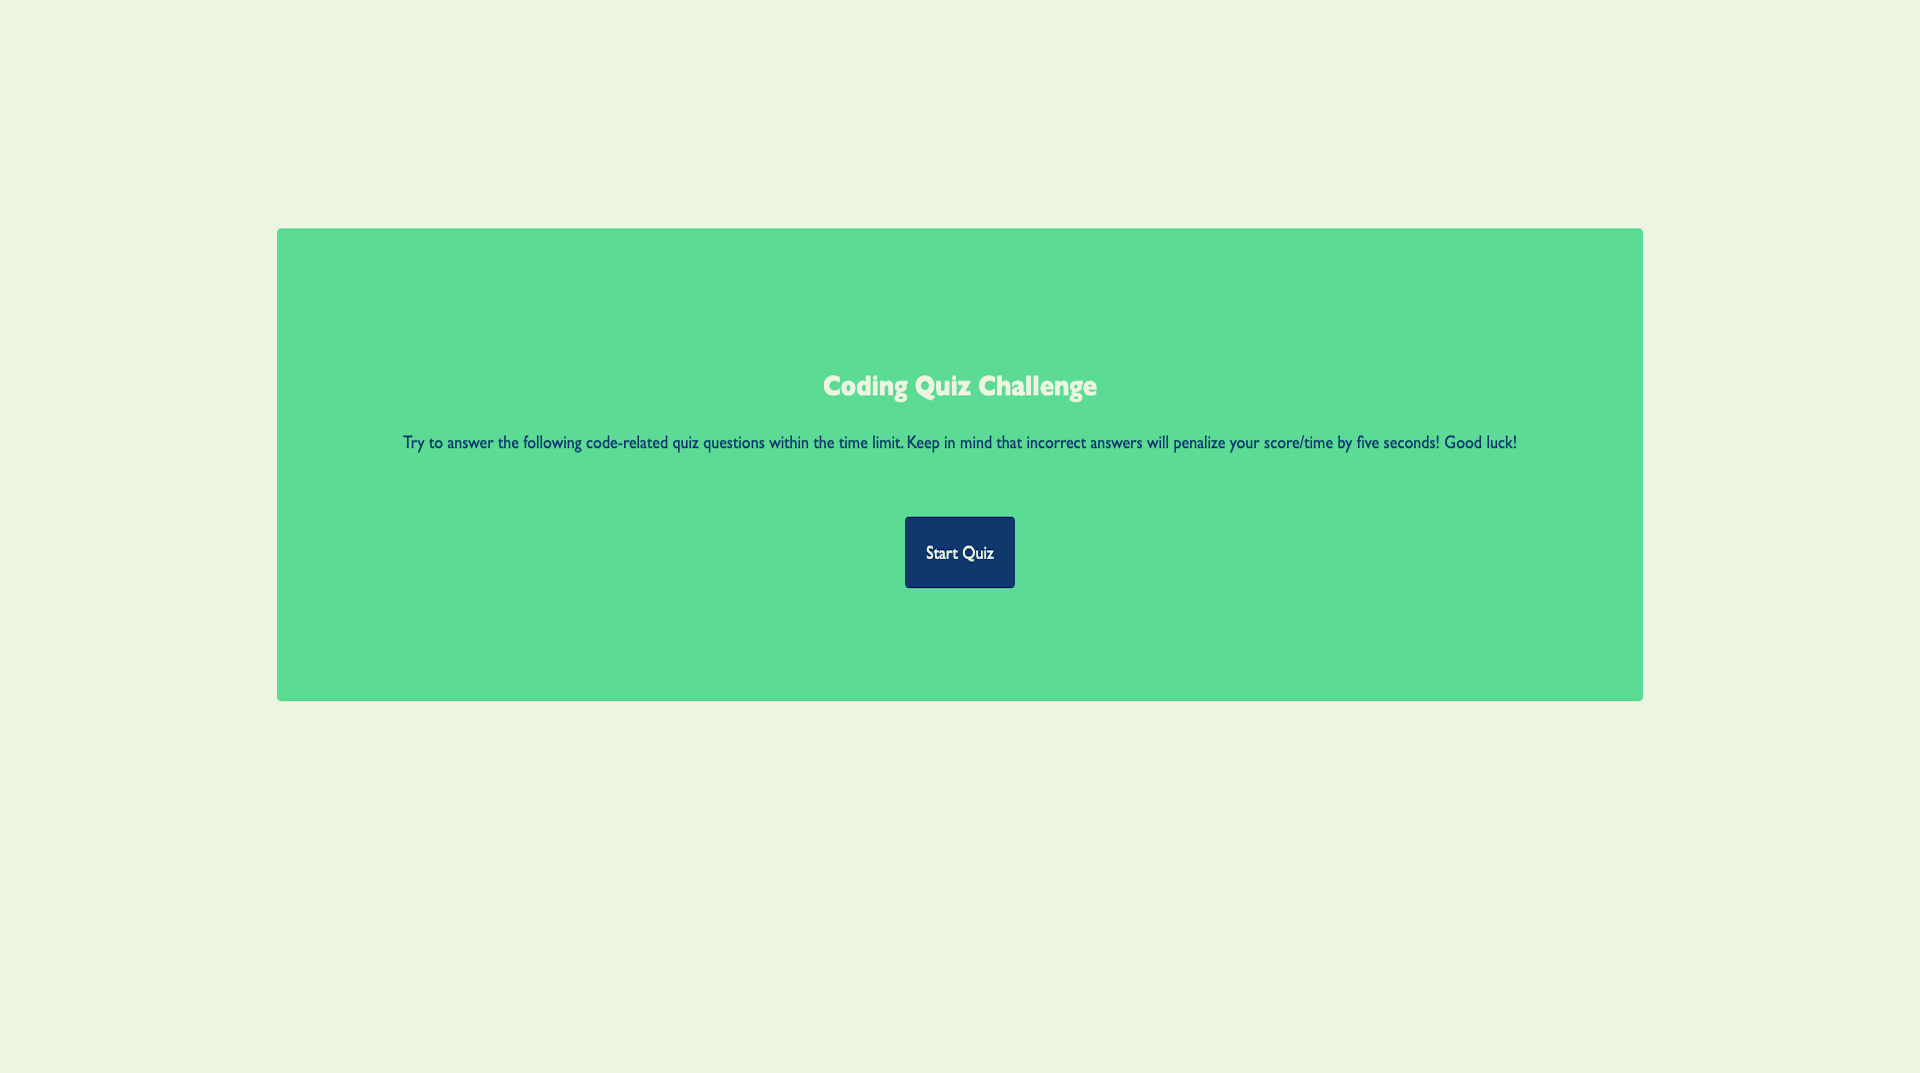 Coding Quiz Challenge
Try to answer the following code-related quiz questions within the time limit. Keep in mind that incorrect answers will penalize your score/time by five seconds! Good luck!
Start Quiz